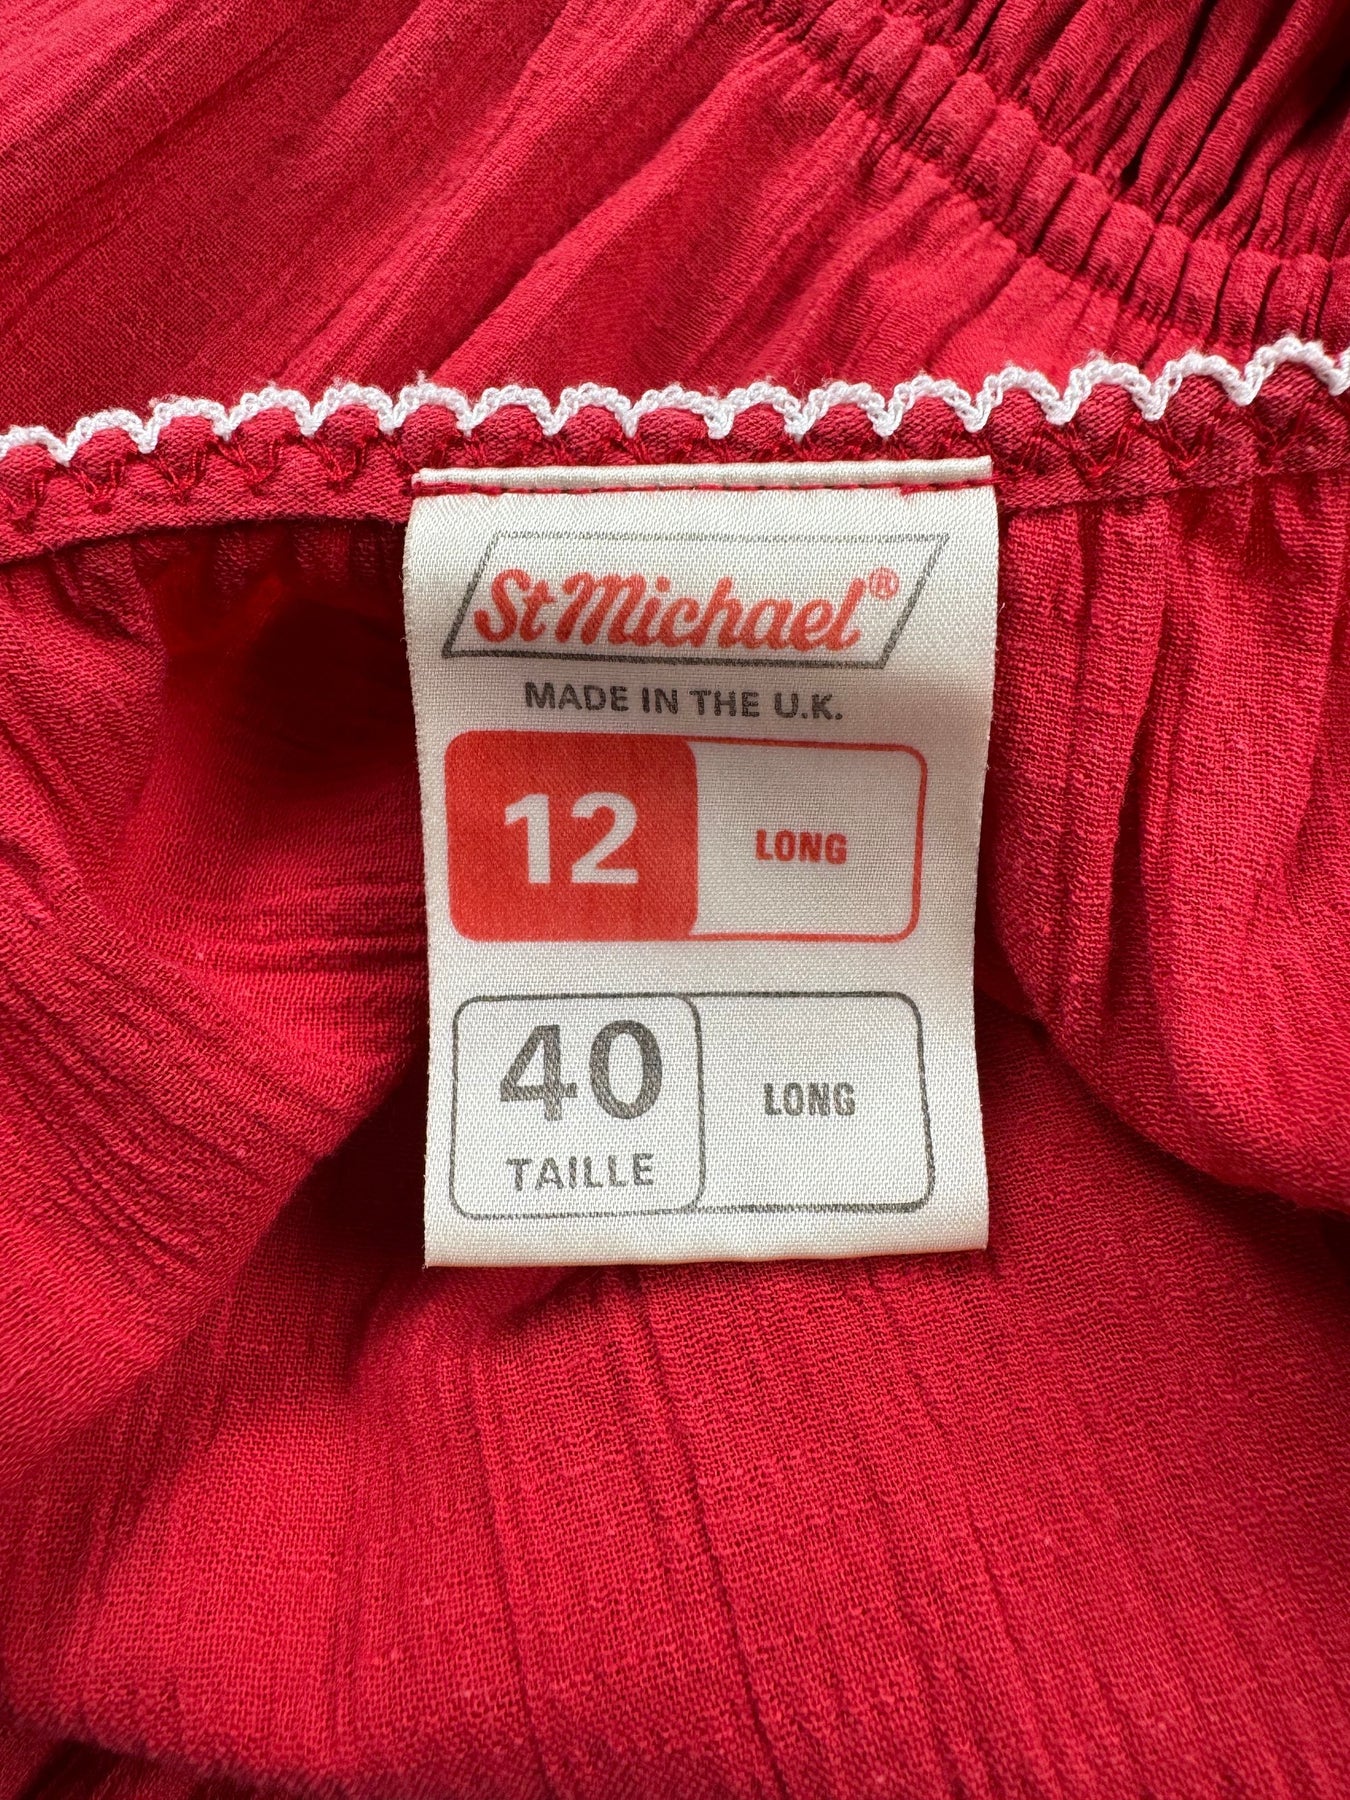 St Michael®
MADE IN THE U.K.
12 LONG
40 LONG
TAILLE